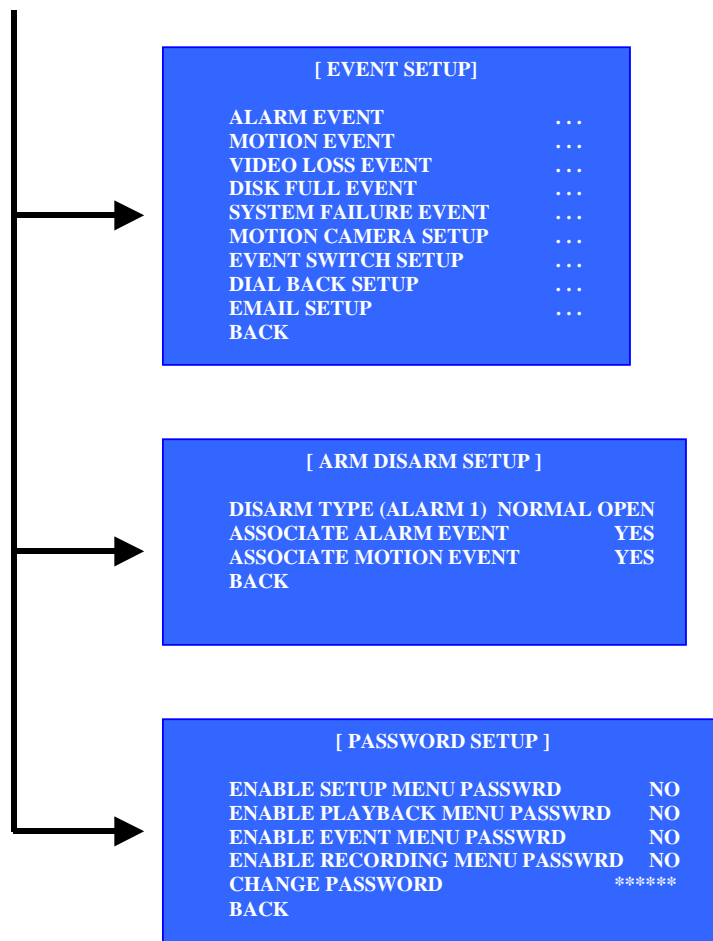 [ EVENT SETUP]
ALARM EVENT ...
MOTION EVENT ...
VIDEO LOSS EVENT ...
DISK FULL EVENT ...
SYSTEM FAILURE EVENT ...
MOTION CAMERA SETUP ...
EVENT SWITCH SETUP ...
DIAL BACK SETUP ...
EMAIL SETUP ...
BACK
[ ARM DISARM SETUP ]
DISARM TYPE (ALARM 1) NORMAL OPEN
ASSOCIATE ALARM EVENT YES
ASSOCIATE MOTION EVENT YES
BACK
[ PASSWORD SETUP ]
ENABLE SETUP MENU PASSWRD NO
ENABLE PLAYBACK MENU PASSWRD NO
ENABLE EVENT MENU PASSWRD NO
ENABLE RECORDING MENU PASSWRD NO
CHANGE PASSWORD ******
BACK